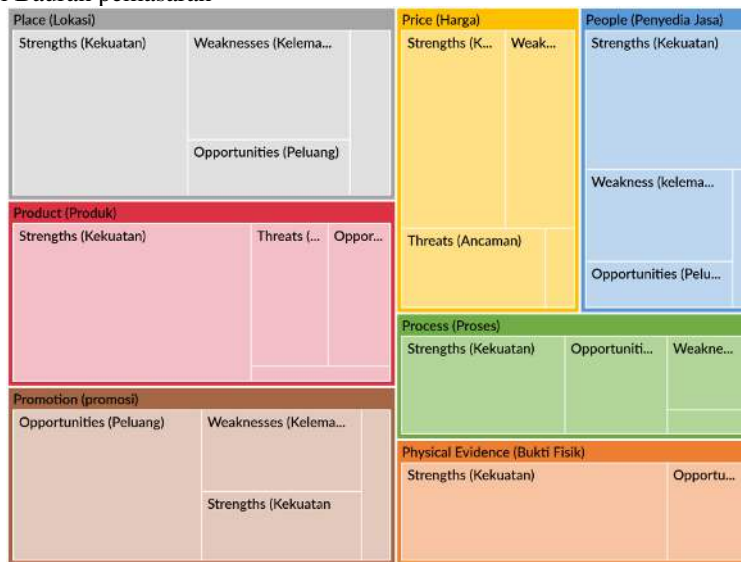 Place (Lokasi)
Strengths (Kekuatan)
Weaknesses (Kelema...
Opportunities (Peluang)
Product (Produk)
Strengths (Kekuatan)
Threats (...
Oppor...
Promotion (promosi)
Opportunities (Peluang)
Weaknesses (Kelema...
Strengths (Kekuatan
Price (Harga)
Strengths (K...
Weak...
Threats (Ancaman)
People (Penyedia Jasa)
Strengths (Kekuatan)
Weakness (kelema...
Opportunities (Pelu...
Process (Proses)
Strengths (Kekuatan)
Opportuniti...
Weakne...
Physical Evidence (Bukti Fisik)
Strengths (Kekuatan)
Opportu...